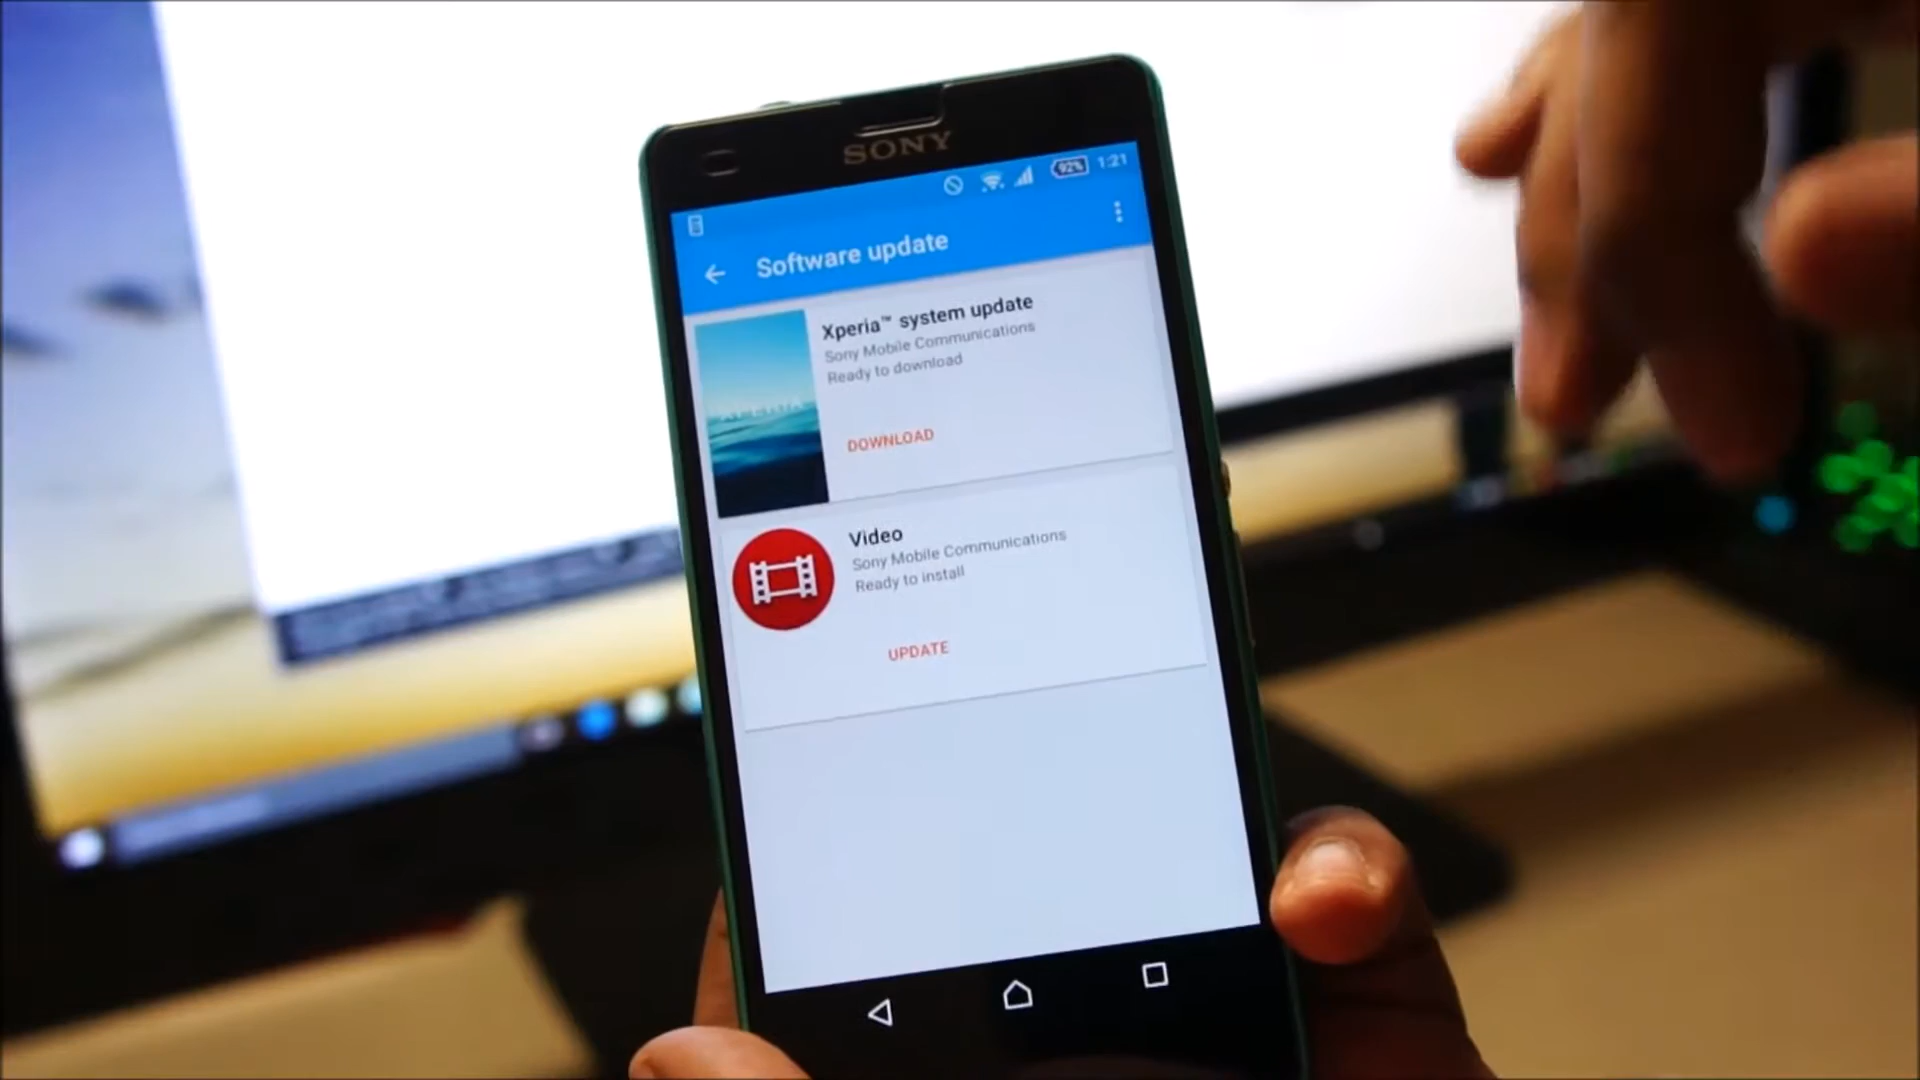 SONY
92% 1:21
Software update
Xperia™ system update
Sony Mobile Communications
Ready to download
DOWNLOAD
Video
Sony Mobile Communications
Ready to install
UPDATE